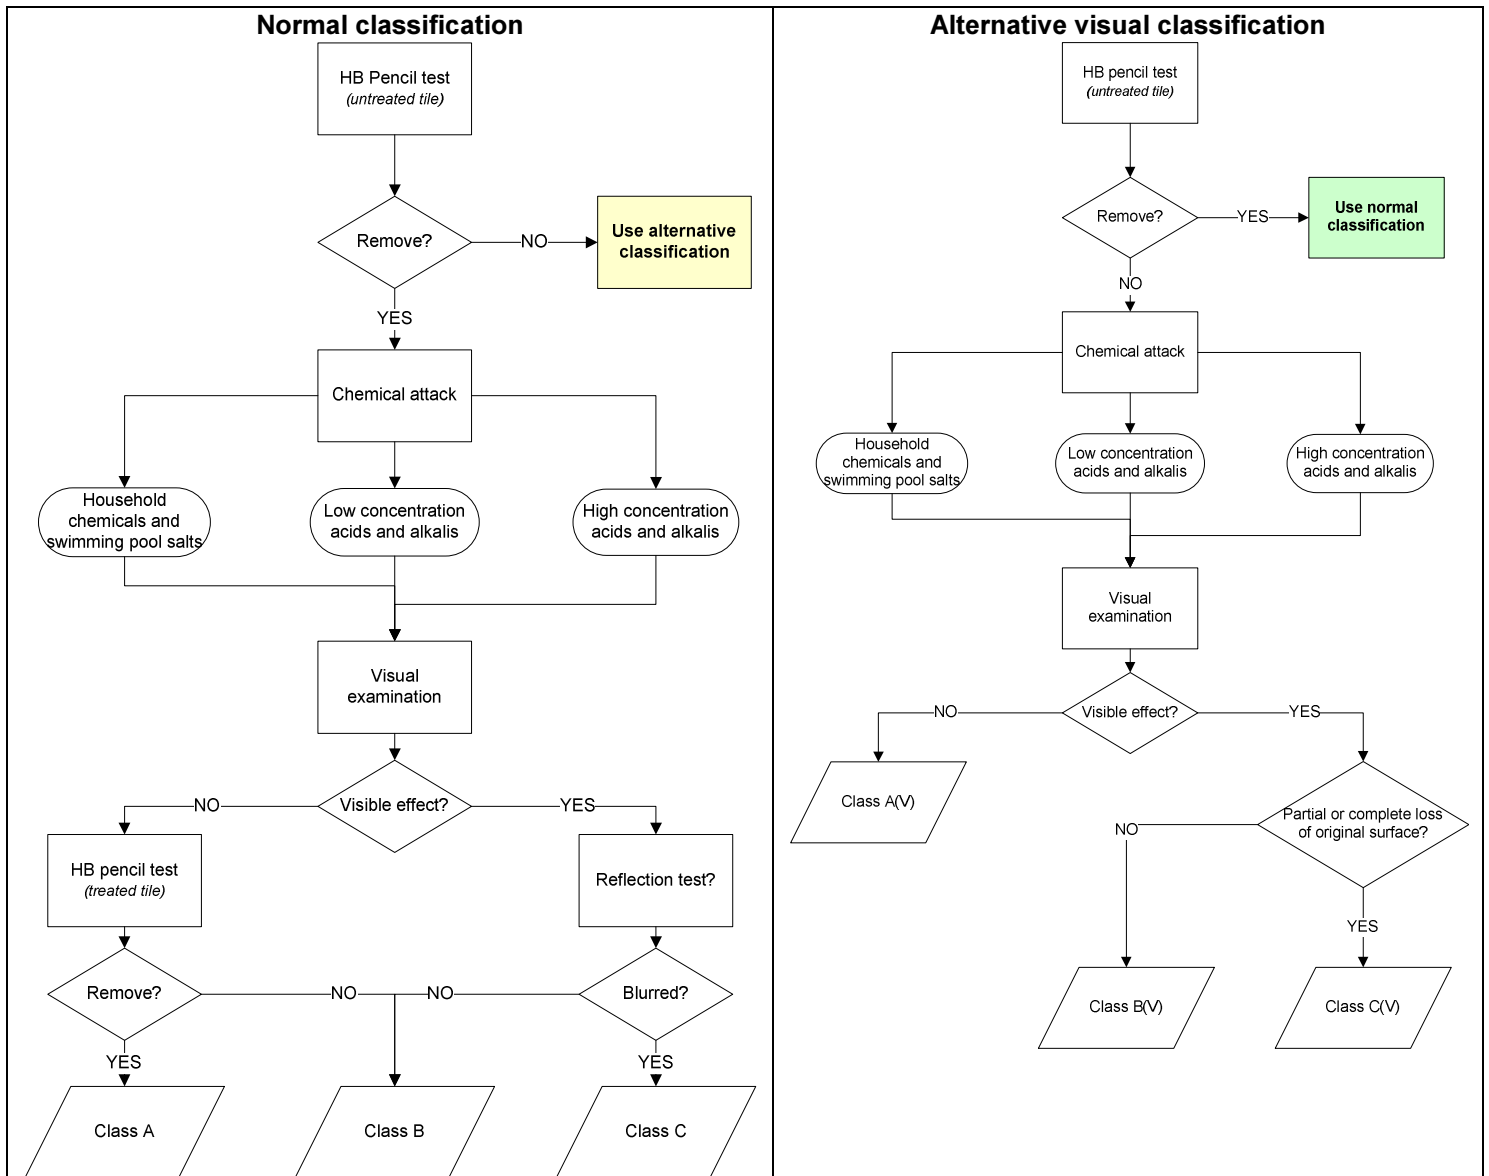 Normal classification
HB Pencil test
(untreated tile)
Remove?
NO
Use alternative
classification
YES
Chemical attack
Household
chemicals and
swimming pool salts
Low concentration
acids and alkalis
High concentration
acids and alkalis
Visual
examination
Visible effect?
NO
YES
HB pencil test
(treated tile)
Reflection test?
Remove?
NO
NO
Blurred?
YES
YES
Class A
Class B
Class C
Alternative visual classification
HB pencil test
(untreated tile)
Remove?
YES
Use normal
classification
NO
Chemical attack
Household
chemicals and
swimming pool salts
Low concentration
acids and alkalis
High concentration
acids and alkalis
Visual
examination
Visible effect?
NO
YES
Class A(V)
Partial or complete loss
of original surface?
NO
YES
Class B(V)
Class C(V)